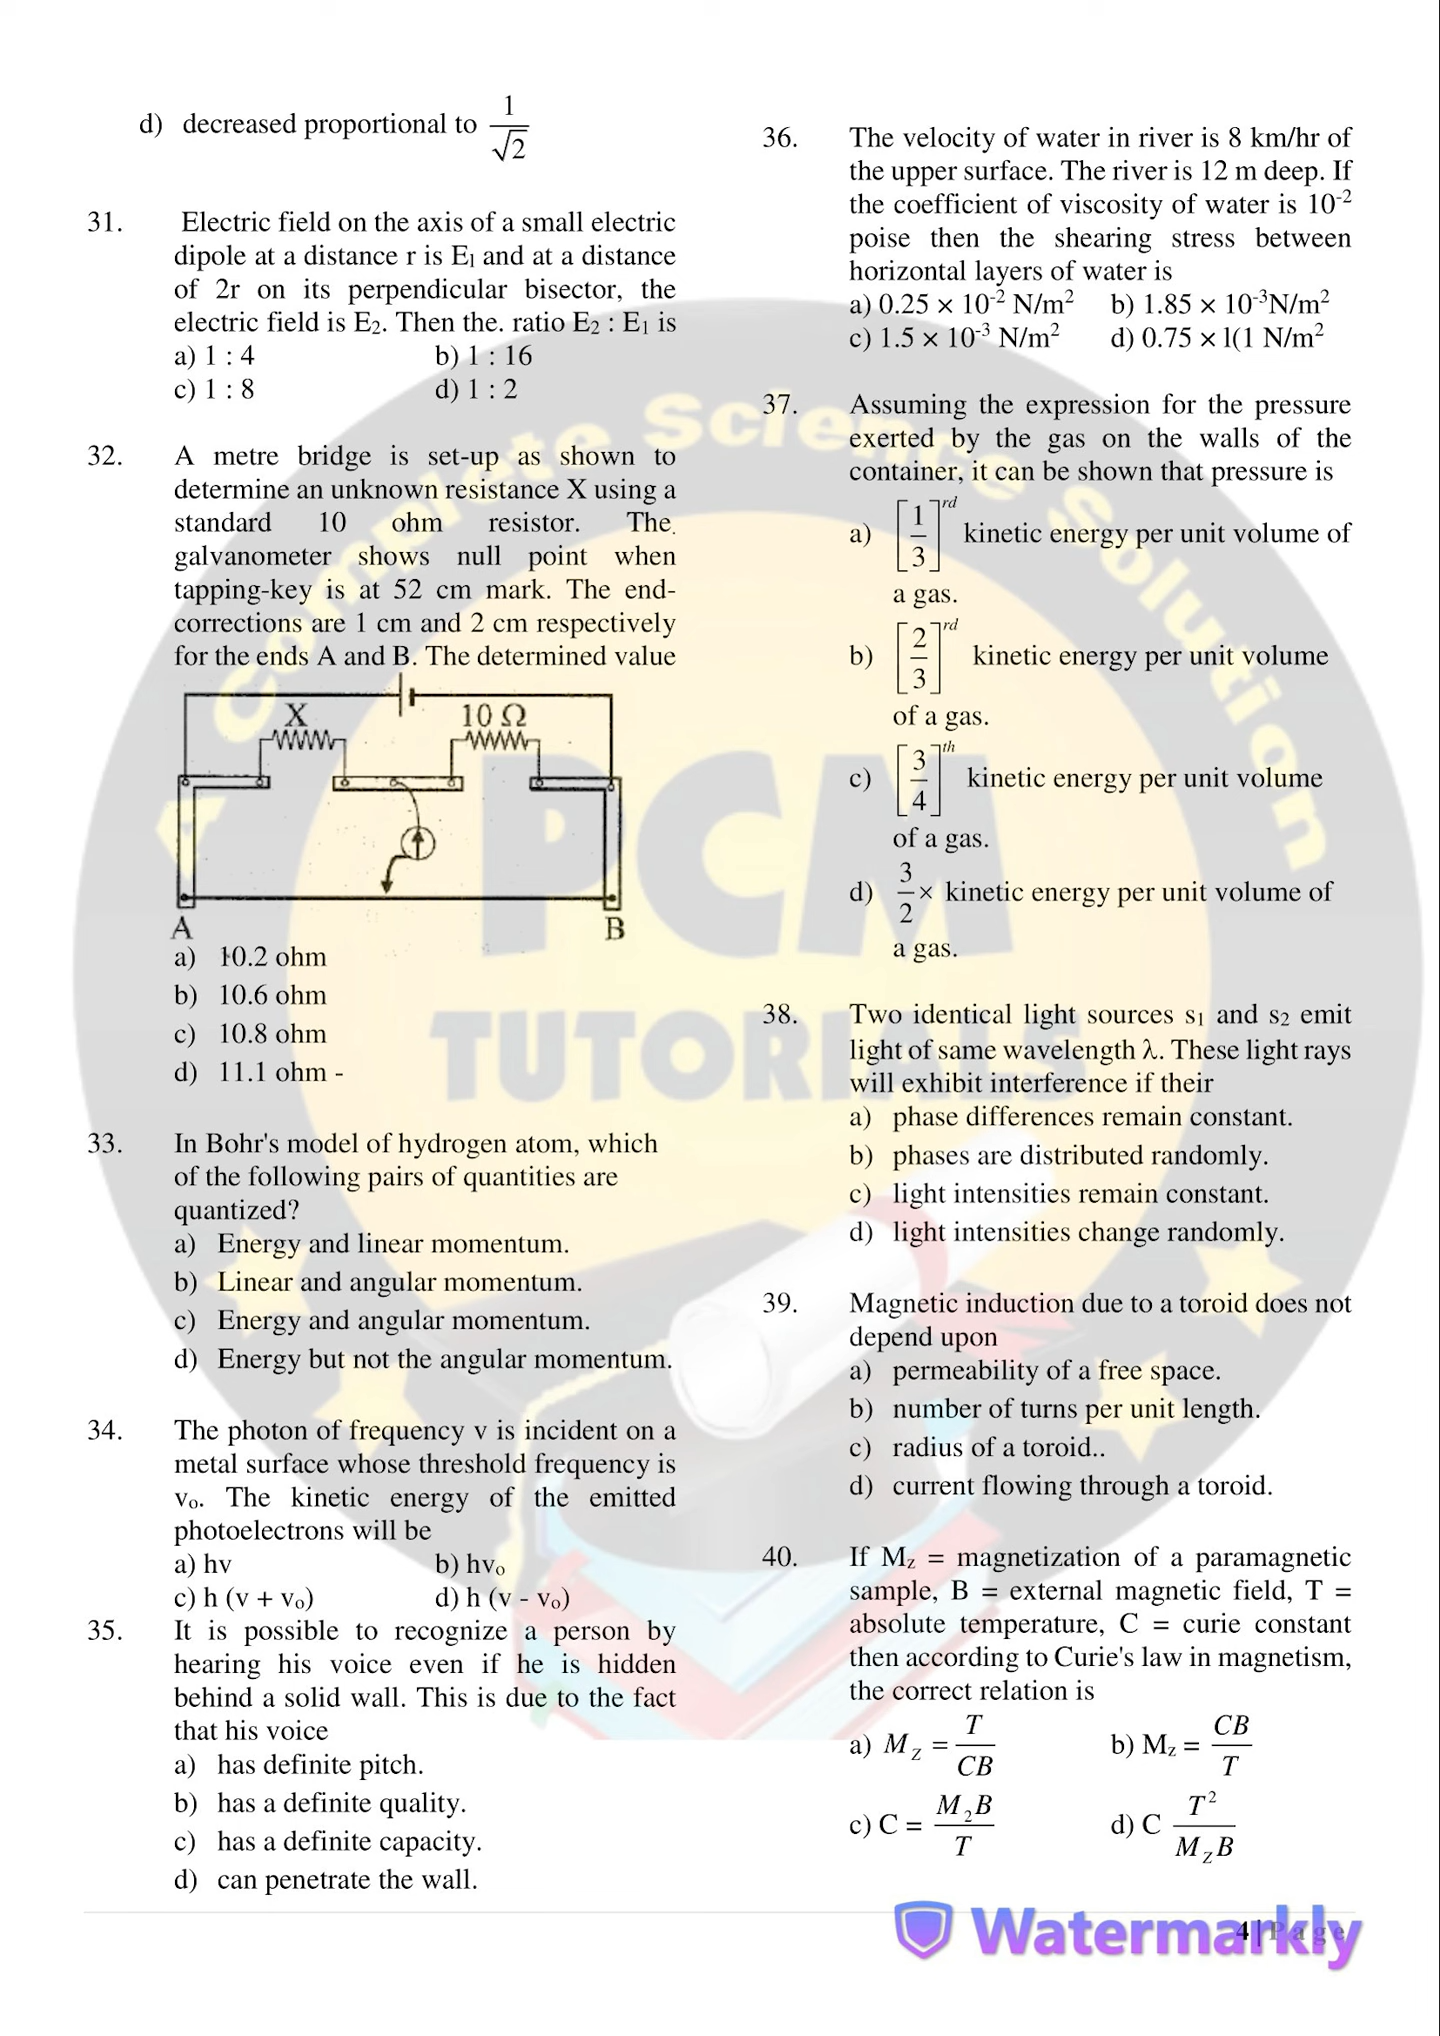 d) decreased proportional to 1/√2
31. Electric field on the axis of a small electric
dipole at a distance r is E₁ and at a distance
of 2r on its perpendicular bisector, the
electric field is E₂. Then the. ratio E₂ : E₁ is
a) 1 : 4 b) 1 : 16
c) 1 : 8 d) 1 : 2
32. A metre bridge is set-up as shown to
determine an unknown resistance X using a
standard 10 ohm resistor. The.
galvanometer shows null point when
tapping-key is at 52 cm mark. The end-
corrections are 1 cm and 2 cm respectively
for the ends A and B. The determined value
X 10 Ω
A B
a) 10.2 ohm
b) 10.6 ohm
c) 10.8 ohm
d) 11.1 ohm -
33. In Bohr's model of hydrogen atom, which
of the following pairs of quantities are
quantized?
a) Energy and linear momentum.
b) Linear and angular momentum.
c) Energy and angular momentum.
d) Energy but not the angular momentum.
34. The photon of frequency v is incident on a
metal surface whose threshold frequency is
v₀. The kinetic energy of the emitted
photoelectrons will be
a) hv b) hv₀
c) h (v + v₀) d) h (v - v₀)
35. It is possible to recognize a person by
hearing his voice even if he is hidden
behind a solid wall. This is due to the fact
that his voice
a) has definite pitch.
b) has a definite quality.
c) has a definite capacity.
d) can penetrate the wall.
36. The velocity of water in river is 8 km/hr of
the upper surface. The river is 12 m deep. If
the coefficient of viscosity of water is 10⁻²
poise then the shearing stress between
horizontal layers of water is
a) 0.25 × 10⁻² N/m² b) 1.85 × 10⁻³N/m²
c) 1.5 × 10⁻³ N/m² d) 0.75 × l(1 N/m²
37. Assuming the expression for the pressure
exerted by the gas on the walls of the
container, it can be shown that pressure is
a) [1/3]^rd kinetic energy per unit volume of
a gas.
b) [2/3]^rd kinetic energy per unit volume
of a gas.
c) [3/4]^th kinetic energy per unit volume
of a gas.
d) 3/2 × kinetic energy per unit volume of
a gas.
38. Two identical light sources s₁ and s₂ emit
light of same wavelength λ. These light rays
will exhibit interference if their
a) phase differences remain constant.
b) phases are distributed randomly.
c) light intensities remain constant.
d) light intensities change randomly.
39. Magnetic induction due to a toroid does not
depend upon
a) permeability of a free space.
b) number of turns per unit length.
c) radius of a toroid..
d) current flowing through a toroid.
40. If M_z = magnetization of a paramagnetic
sample, B = external magnetic field, T =
absolute temperature, C = curie constant
then according to Curie's law in magnetism,
the correct relation is
a) M_Z = T/CB b) M_z = CB/T
c) C = M₂B/T d) C T²/M_ZB
A Complete Science Solution
PCM
TUTORIALS
4 | Page
Watermarkly